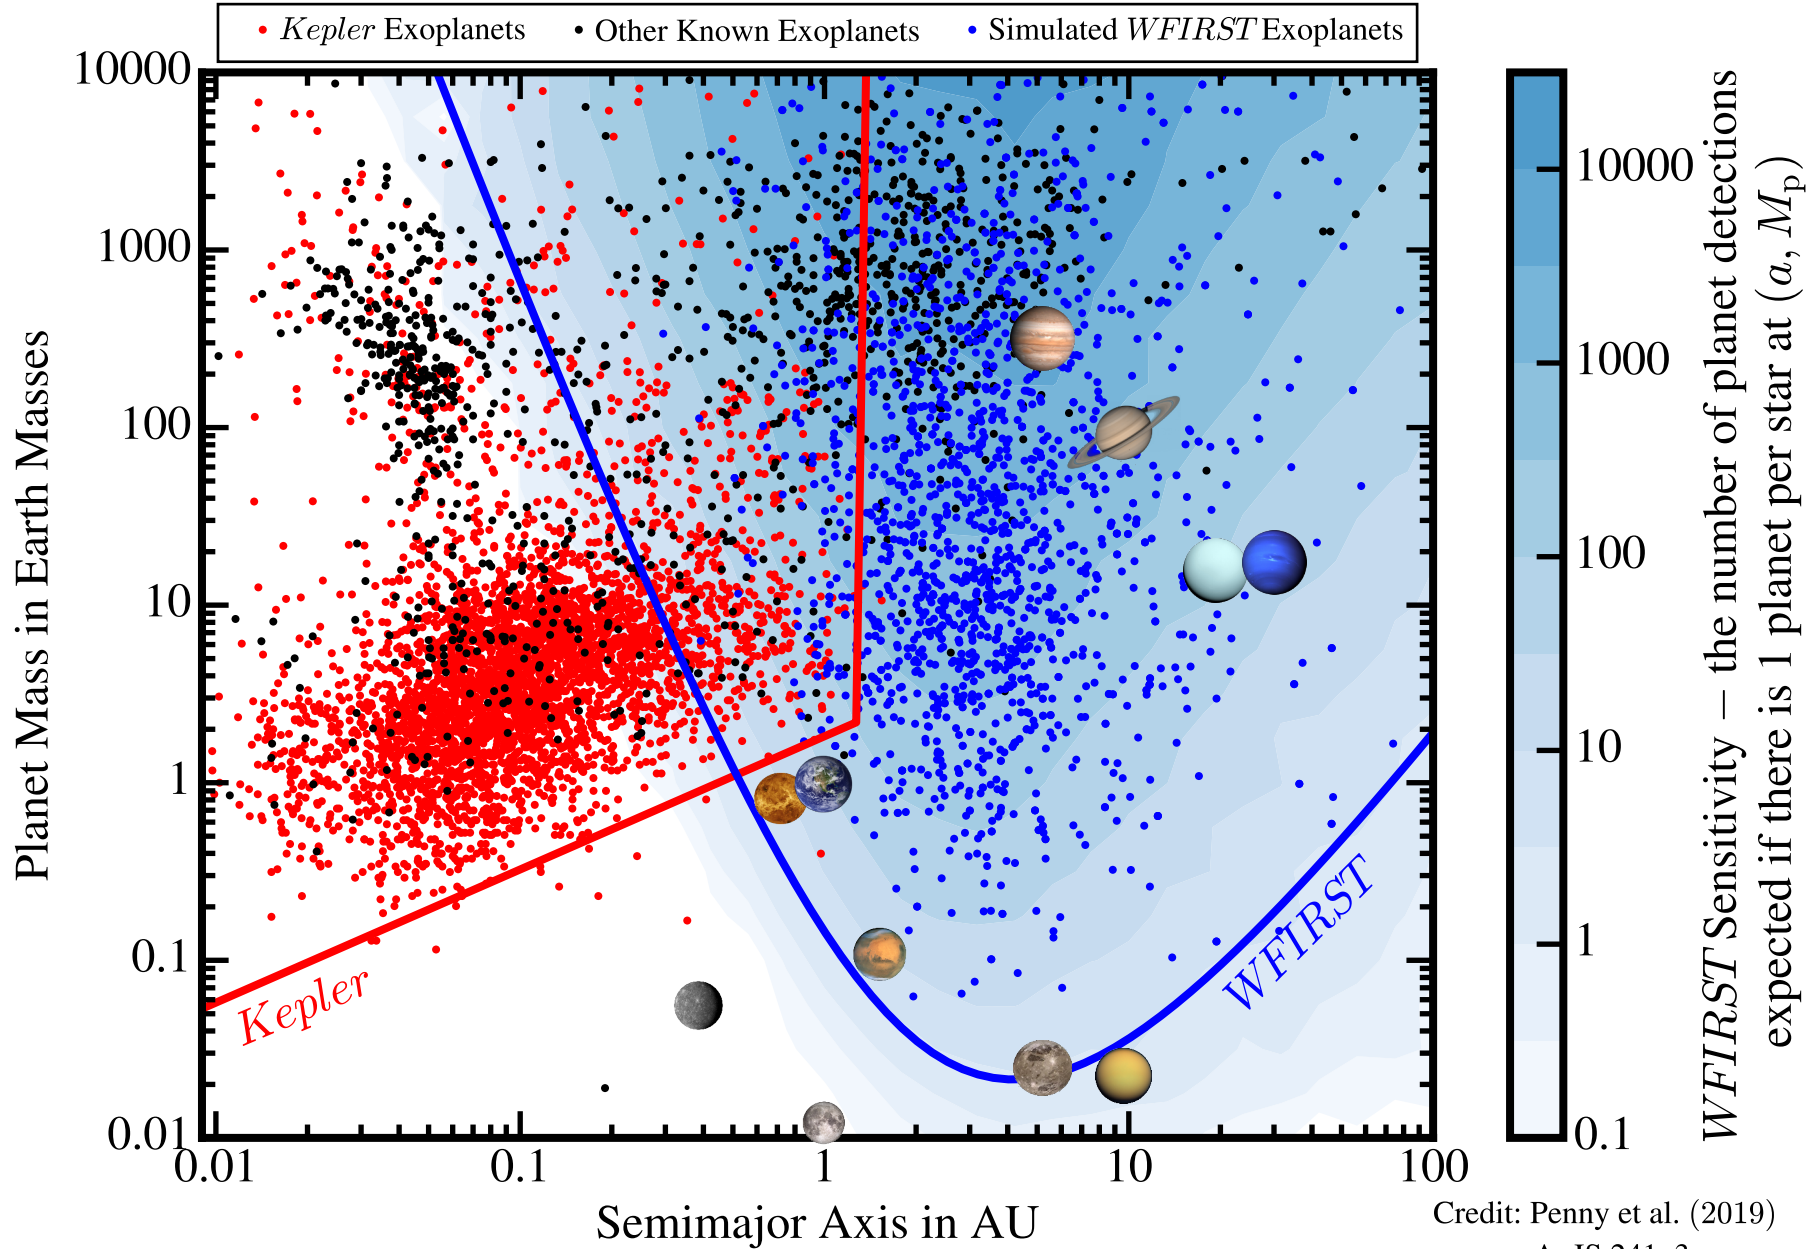 Kepler Exoplanets
Other Known Exoplanets
Simulated WFIRST Exoplanets
10000
1000
100
10
1
0.1
0.01
Planet Mass in Earth Masses
0.01
0.1
1
10
100
Semimajor Axis in AU
Kepler
WFIRST
10000
1000
100
10
1
0.1
WFIRST Sensitivity – the number of planet detections
expected if there is 1 planet per star at (a, Mp)
Credit: Penny et al. (2019)